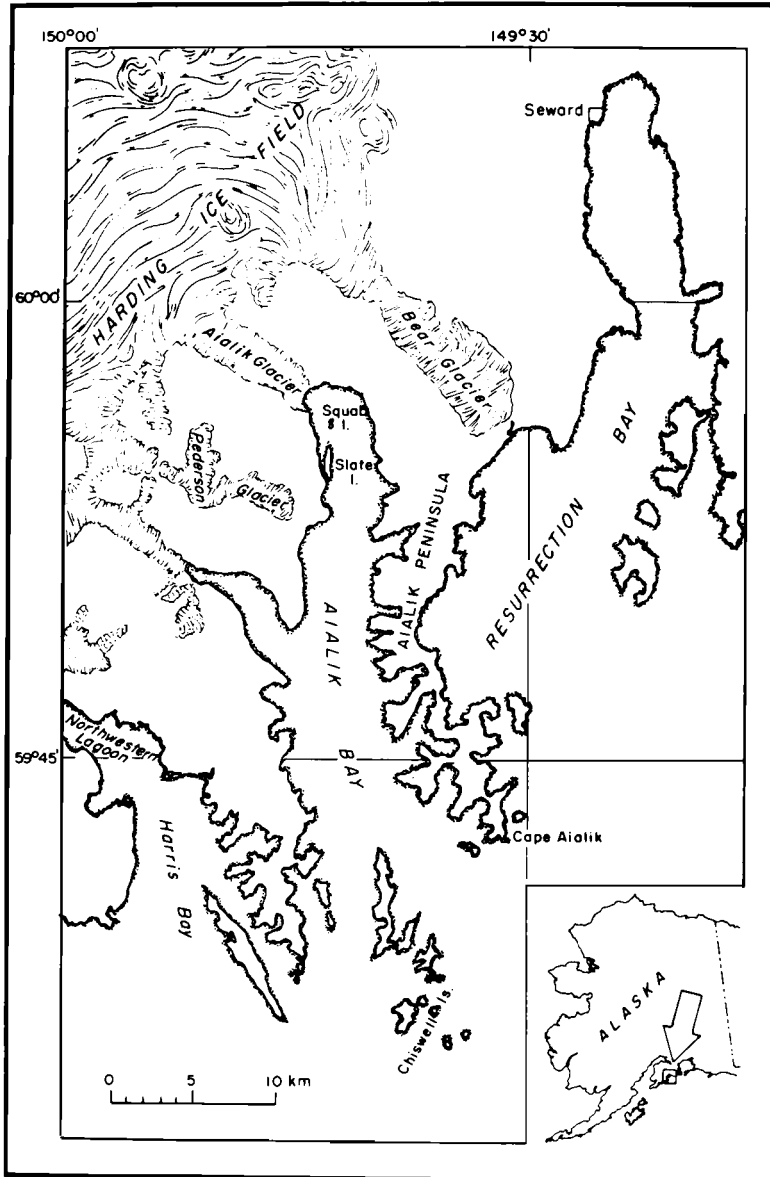 150°00'
149°30'
Seward
HARDING ICE FIELD
60°00'
Bear Glacier
Aialik Glacier
Squab I.
Slate I.
Pederson Glacier
AIALIK PENINSULA
RESURRECTION BAY
AIALIK BAY
Northwestern
Lagoon
59°45'
Harris Bay
Cape Aialik
Chiswell Is.
ALASKA
0 5 10 km